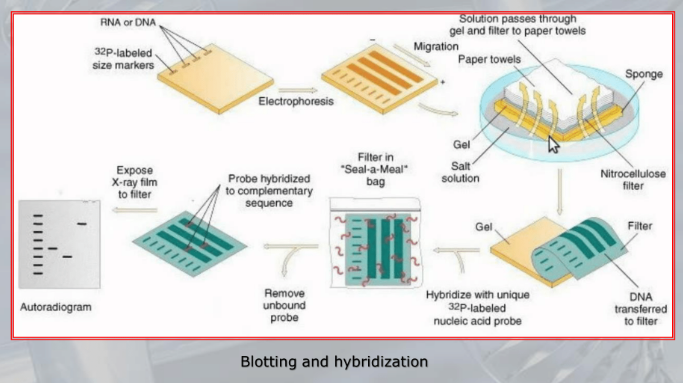 RNA or DNA
32P-labeled
size markers
Electrophoresis
–
Migration
+
Solution passes through
gel and filter to paper towels
Paper towels
Sponge
Gel
Salt
solution
Nitrocellulose
filter
Gel
Filter
DNA
transferred
to filter
Hybridize with unique
32P-labeled
nucleic acid probe
Filter in
"Seal-a-Meal"
bag
Remove
unbound
probe
Probe hybridized
to complementary
sequence
Expose
X-ray film
to filter
Autoradiogram
Blotting and hybridization